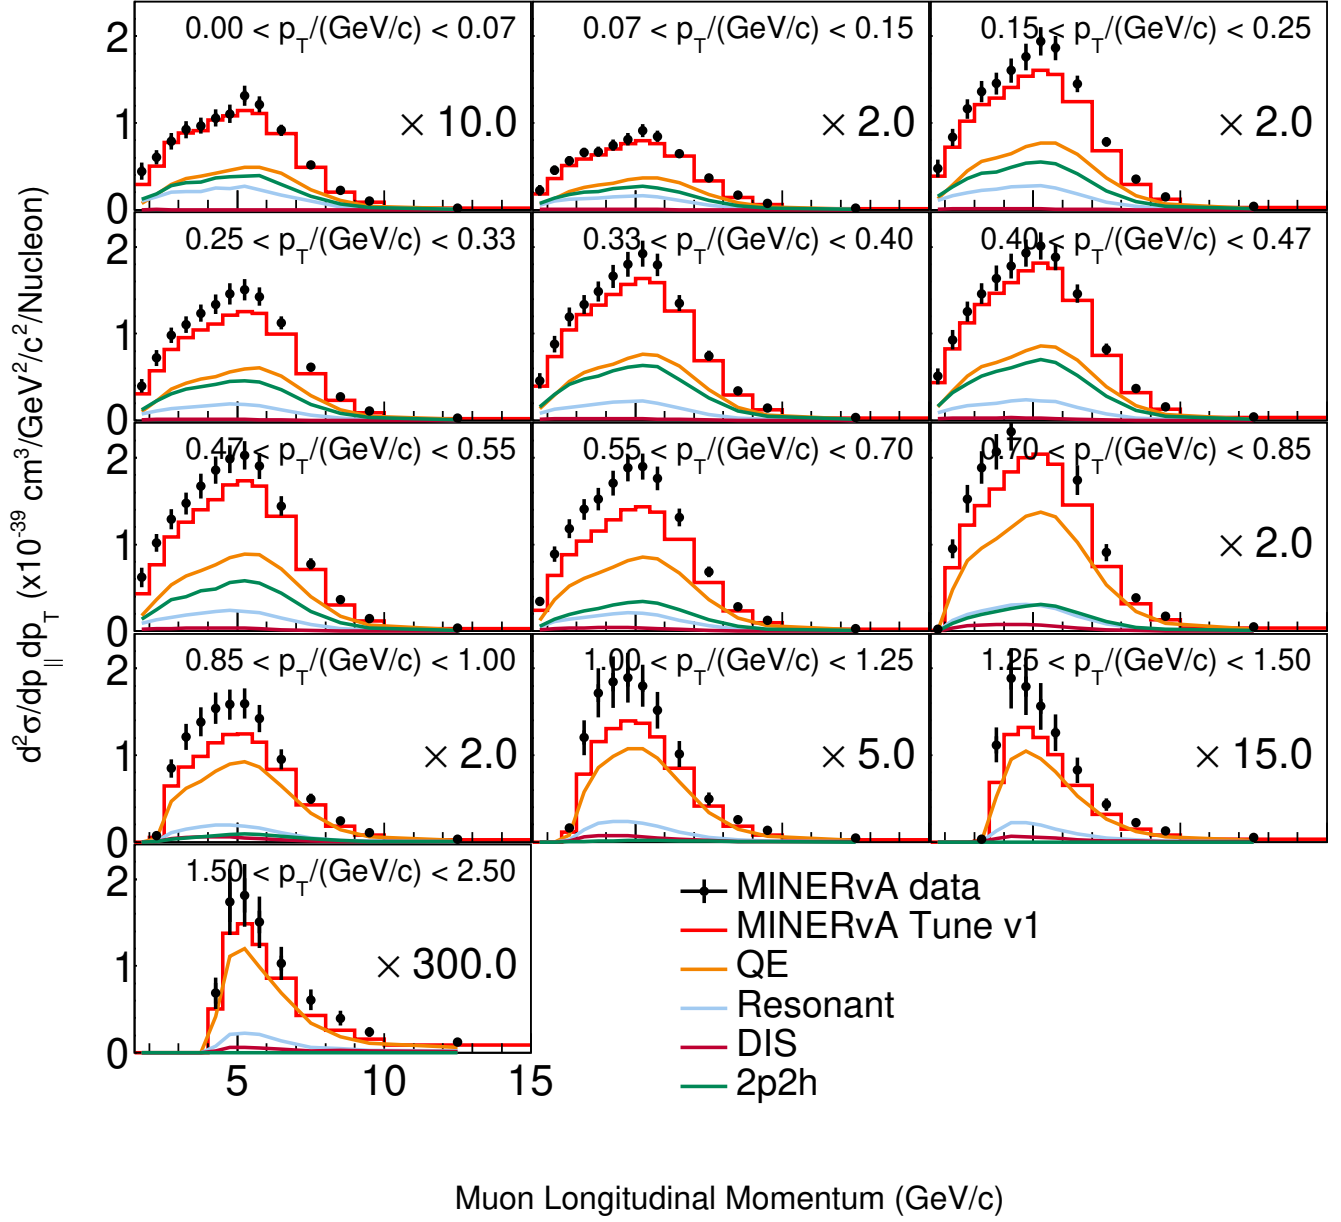 0.00 < p_T/(GeV/c) < 0.07
× 10.0
0.07 < p_T/(GeV/c) < 0.15
× 2.0
0.15 < p_T/(GeV/c) < 0.25
× 2.0
2
1
0
0.25 < p_T/(GeV/c) < 0.33
0.33 < p_T/(GeV/c) < 0.40
0.40 < p_T/(GeV/c) < 0.47
2
1
0
0.47 < p_T/(GeV/c) < 0.55
0.55 < p_T/(GeV/c) < 0.70
0.70 < p_T/(GeV/c) < 0.85
× 2.0
2
1
0
0.85 < p_T/(GeV/c) < 1.00
× 2.0
1.00 < p_T/(GeV/c) < 1.25
× 5.0
1.25 < p_T/(GeV/c) < 1.50
× 15.0
2
1
0
1.50 < p_T/(GeV/c) < 2.50
× 300.0
2
1
0
5
10
15
MINERvA data
MINERvA Tune v1
QE
Resonant
DIS
2p2h
d²σ/dp_|| dp_T (x10⁻³⁹ cm³/GeV²/c²/Nucleon)
Muon Longitudinal Momentum (GeV/c)